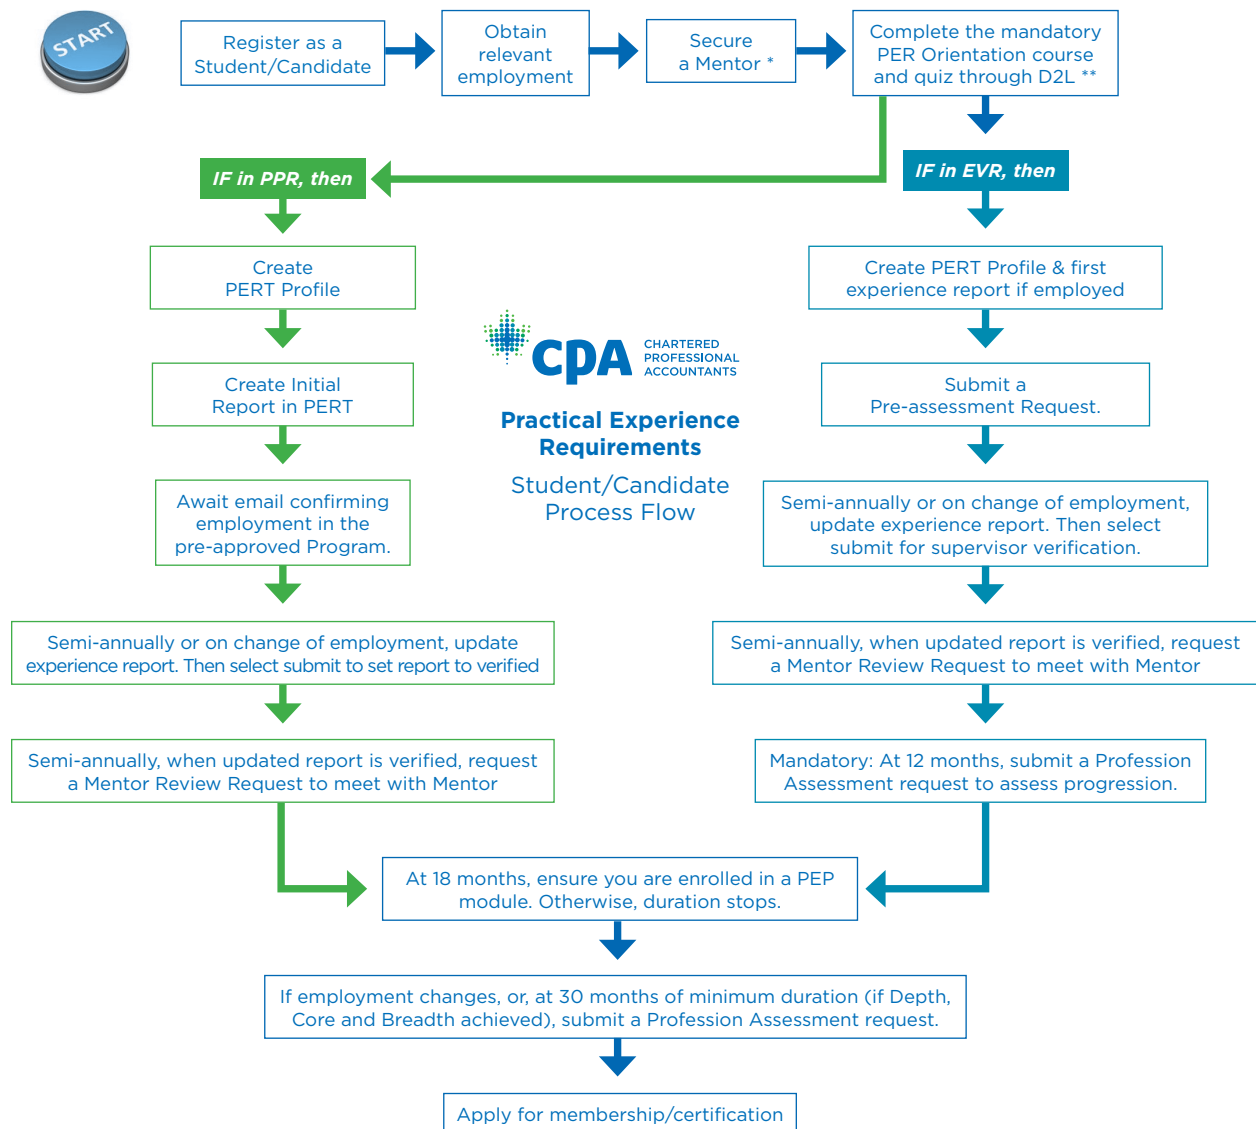 START
Register as a
Student/Candidate
Obtain
relevant
employment
Secure
a Mentor *
Complete the mandatory
PER Orientation course
and quiz through D2L **
IF in PPR, then
IF in EVR, then
Create
PERT Profile
Create PERT Profile & first
experience report if employed
cpa
CHARTERED
PROFESSIONAL
ACCOUNTANTS
Create Initial
Report in PERT
Submit a
Pre-assessment Request.
Practical Experience
Requirements
Student/Candidate
Process Flow
Await email confirming
employment in the
pre-approved Program.
Semi-annually or on change of employment,
update experience report. Then select
submit for supervisor verification.
Semi-annually or on change of employment, update
experience report. Then select submit to set report to verified
Semi-annually, when updated report is verified, request
a Mentor Review Request to meet with Mentor
Semi-annually, when updated report is verified, request
a Mentor Review Request to meet with Mentor
Mandatory: At 12 months, submit a Profession
Assessment request to assess progression.
At 18 months, ensure you are enrolled in a PEP
module. Otherwise, duration stops.
If employment changes, or, at 30 months of minimum duration (if Depth,
Core and Breadth achieved), submit a Profession Assessment request.
Apply for membership/certification